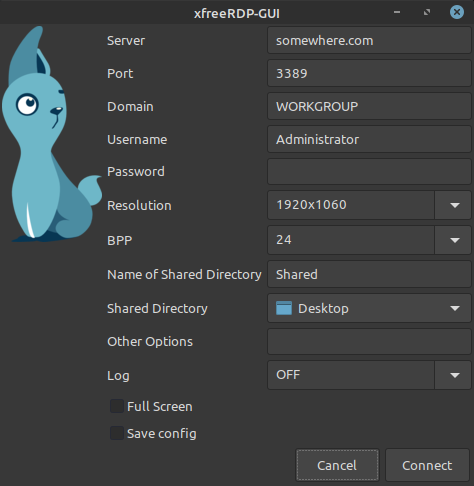 xfreeRDP-GUI
Server somewhere.com
Port 3389
Domain WORKGROUP
Username Administrator
Password
Resolution 1920x1060
BPP 24
Name of Shared Directory Shared
Shared Directory Desktop
Other Options
Log OFF
Full Screen
Save config
Cancel Connect